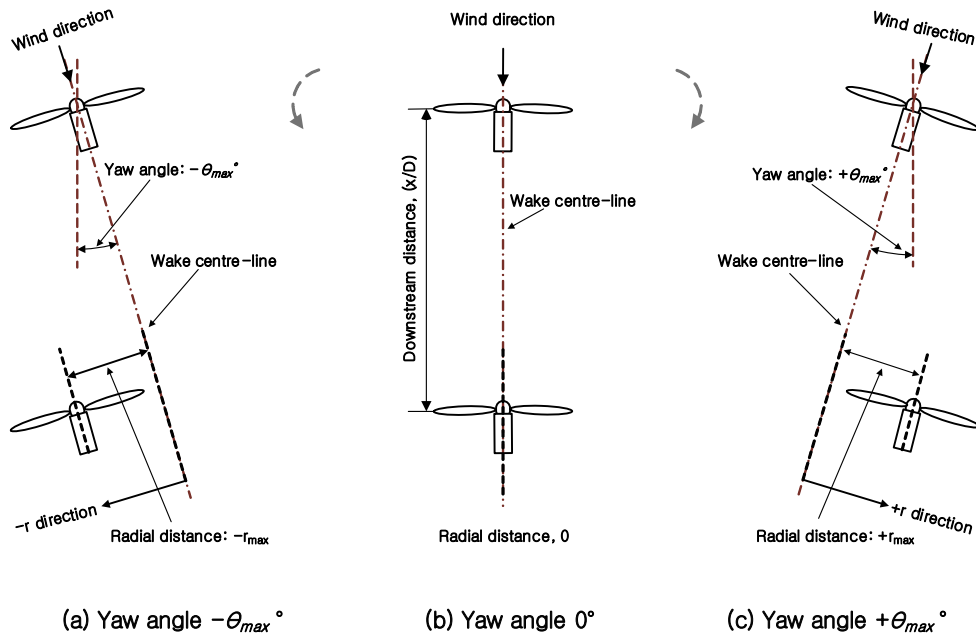 Wind direction
Yaw angle: −θmax°
Wake centre-line
−r direction
Radial distance: −rmax
(a) Yaw angle −θmax°
Wind direction
Downstream distance, (x/D)
Wake centre-line
Radial distance, 0
(b) Yaw angle 0°
Wind direction
Yaw angle: +θmax°
Wake centre-line
+r direction
Radial distance: +rmax
(c) Yaw angle +θmax°